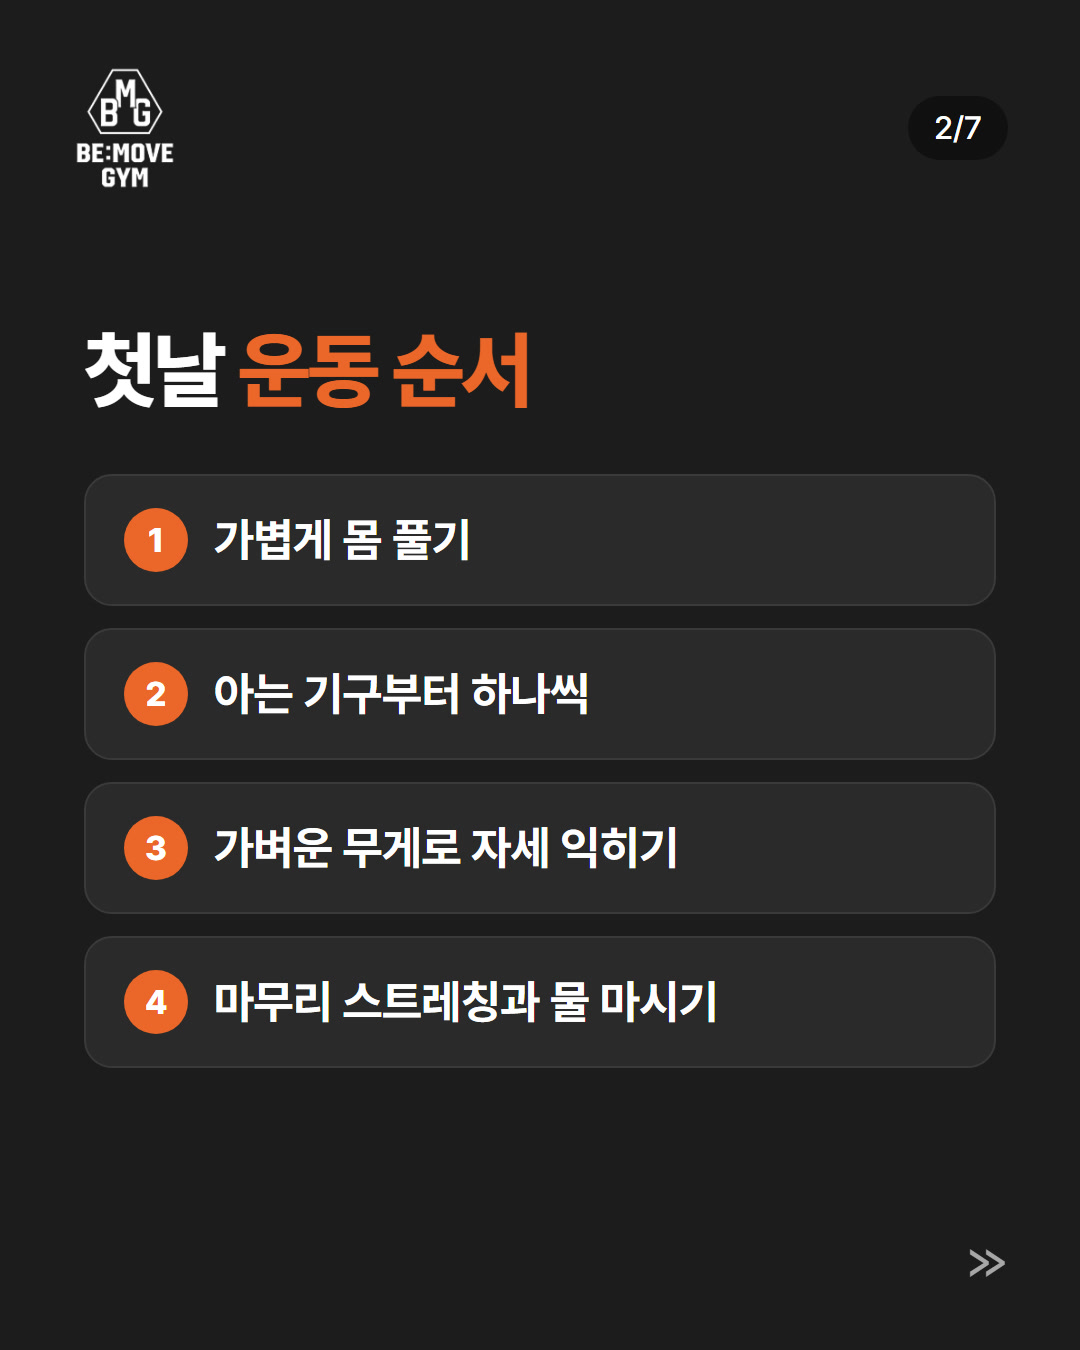 BMG
BE:MOVE
GYM
2/7
첫날 운동 순서
1 가볍게 몸 풀기
2 아는 기구부터 하나씩
3 가벼운 무게로 자세 익히기
4 마무리 스트레칭과 물 마시기